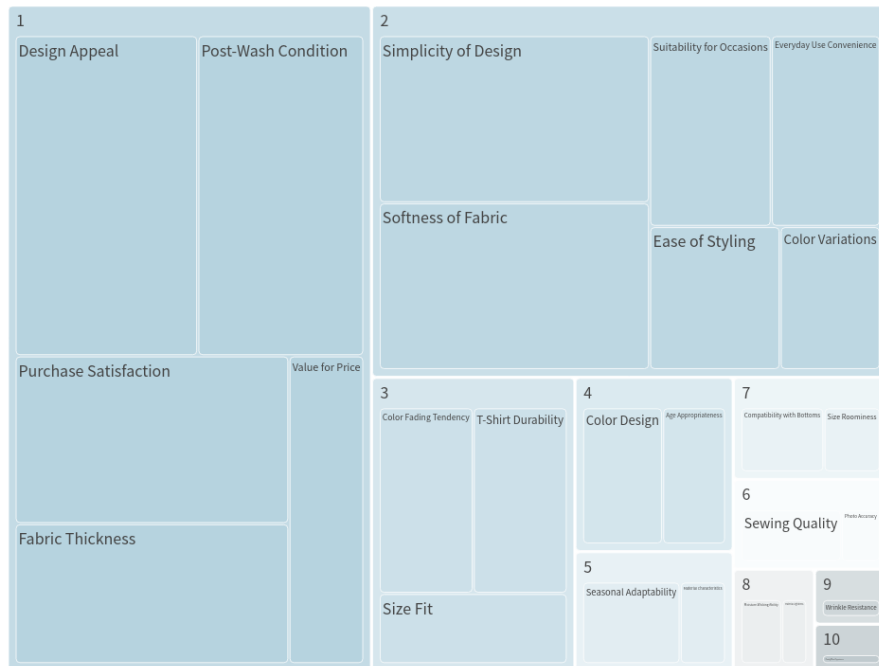 1
Design Appeal
Post-Wash Condition
Purchase Satisfaction
Value for Price
Fabric Thickness
2
Simplicity of Design
Suitability for Occasions
Everyday Use Convenience
Softness of Fabric
Ease of Styling
Color Variations
3
Color Fading Tendency
T-Shirt Durability
Size Fit
4
Color Design
Age Appropriateness
5
Seasonal Adaptability
7
Compatibility with Bottoms
Size Roominess
6
Sewing Quality
Photo Accuracy
8
9
Wrinkle Resistance
10